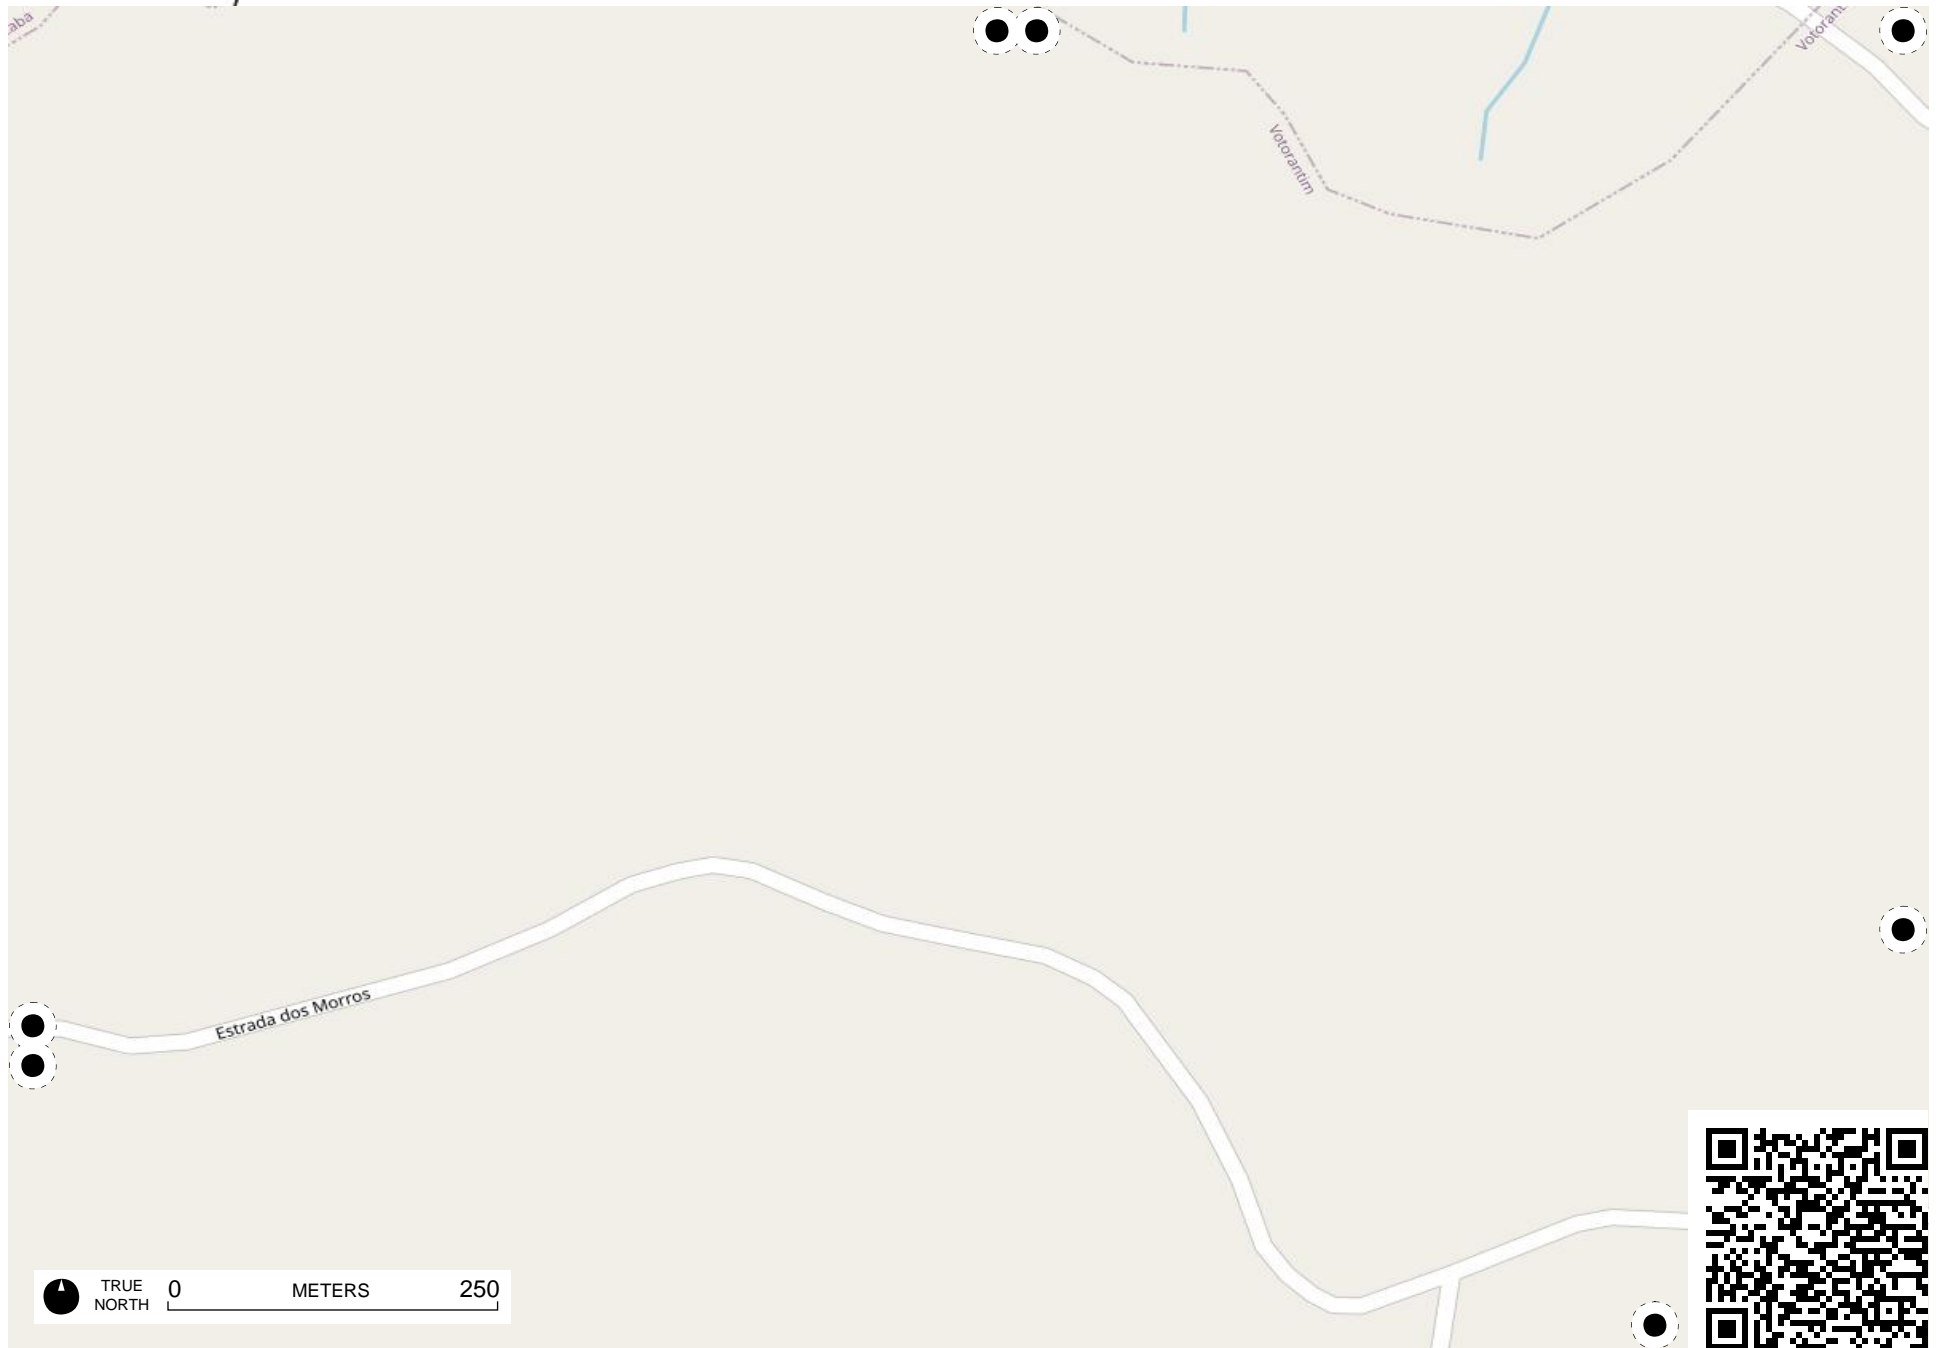 Votorantim
Estrada dos Morros
TRUE
NORTH
0 METERS 250